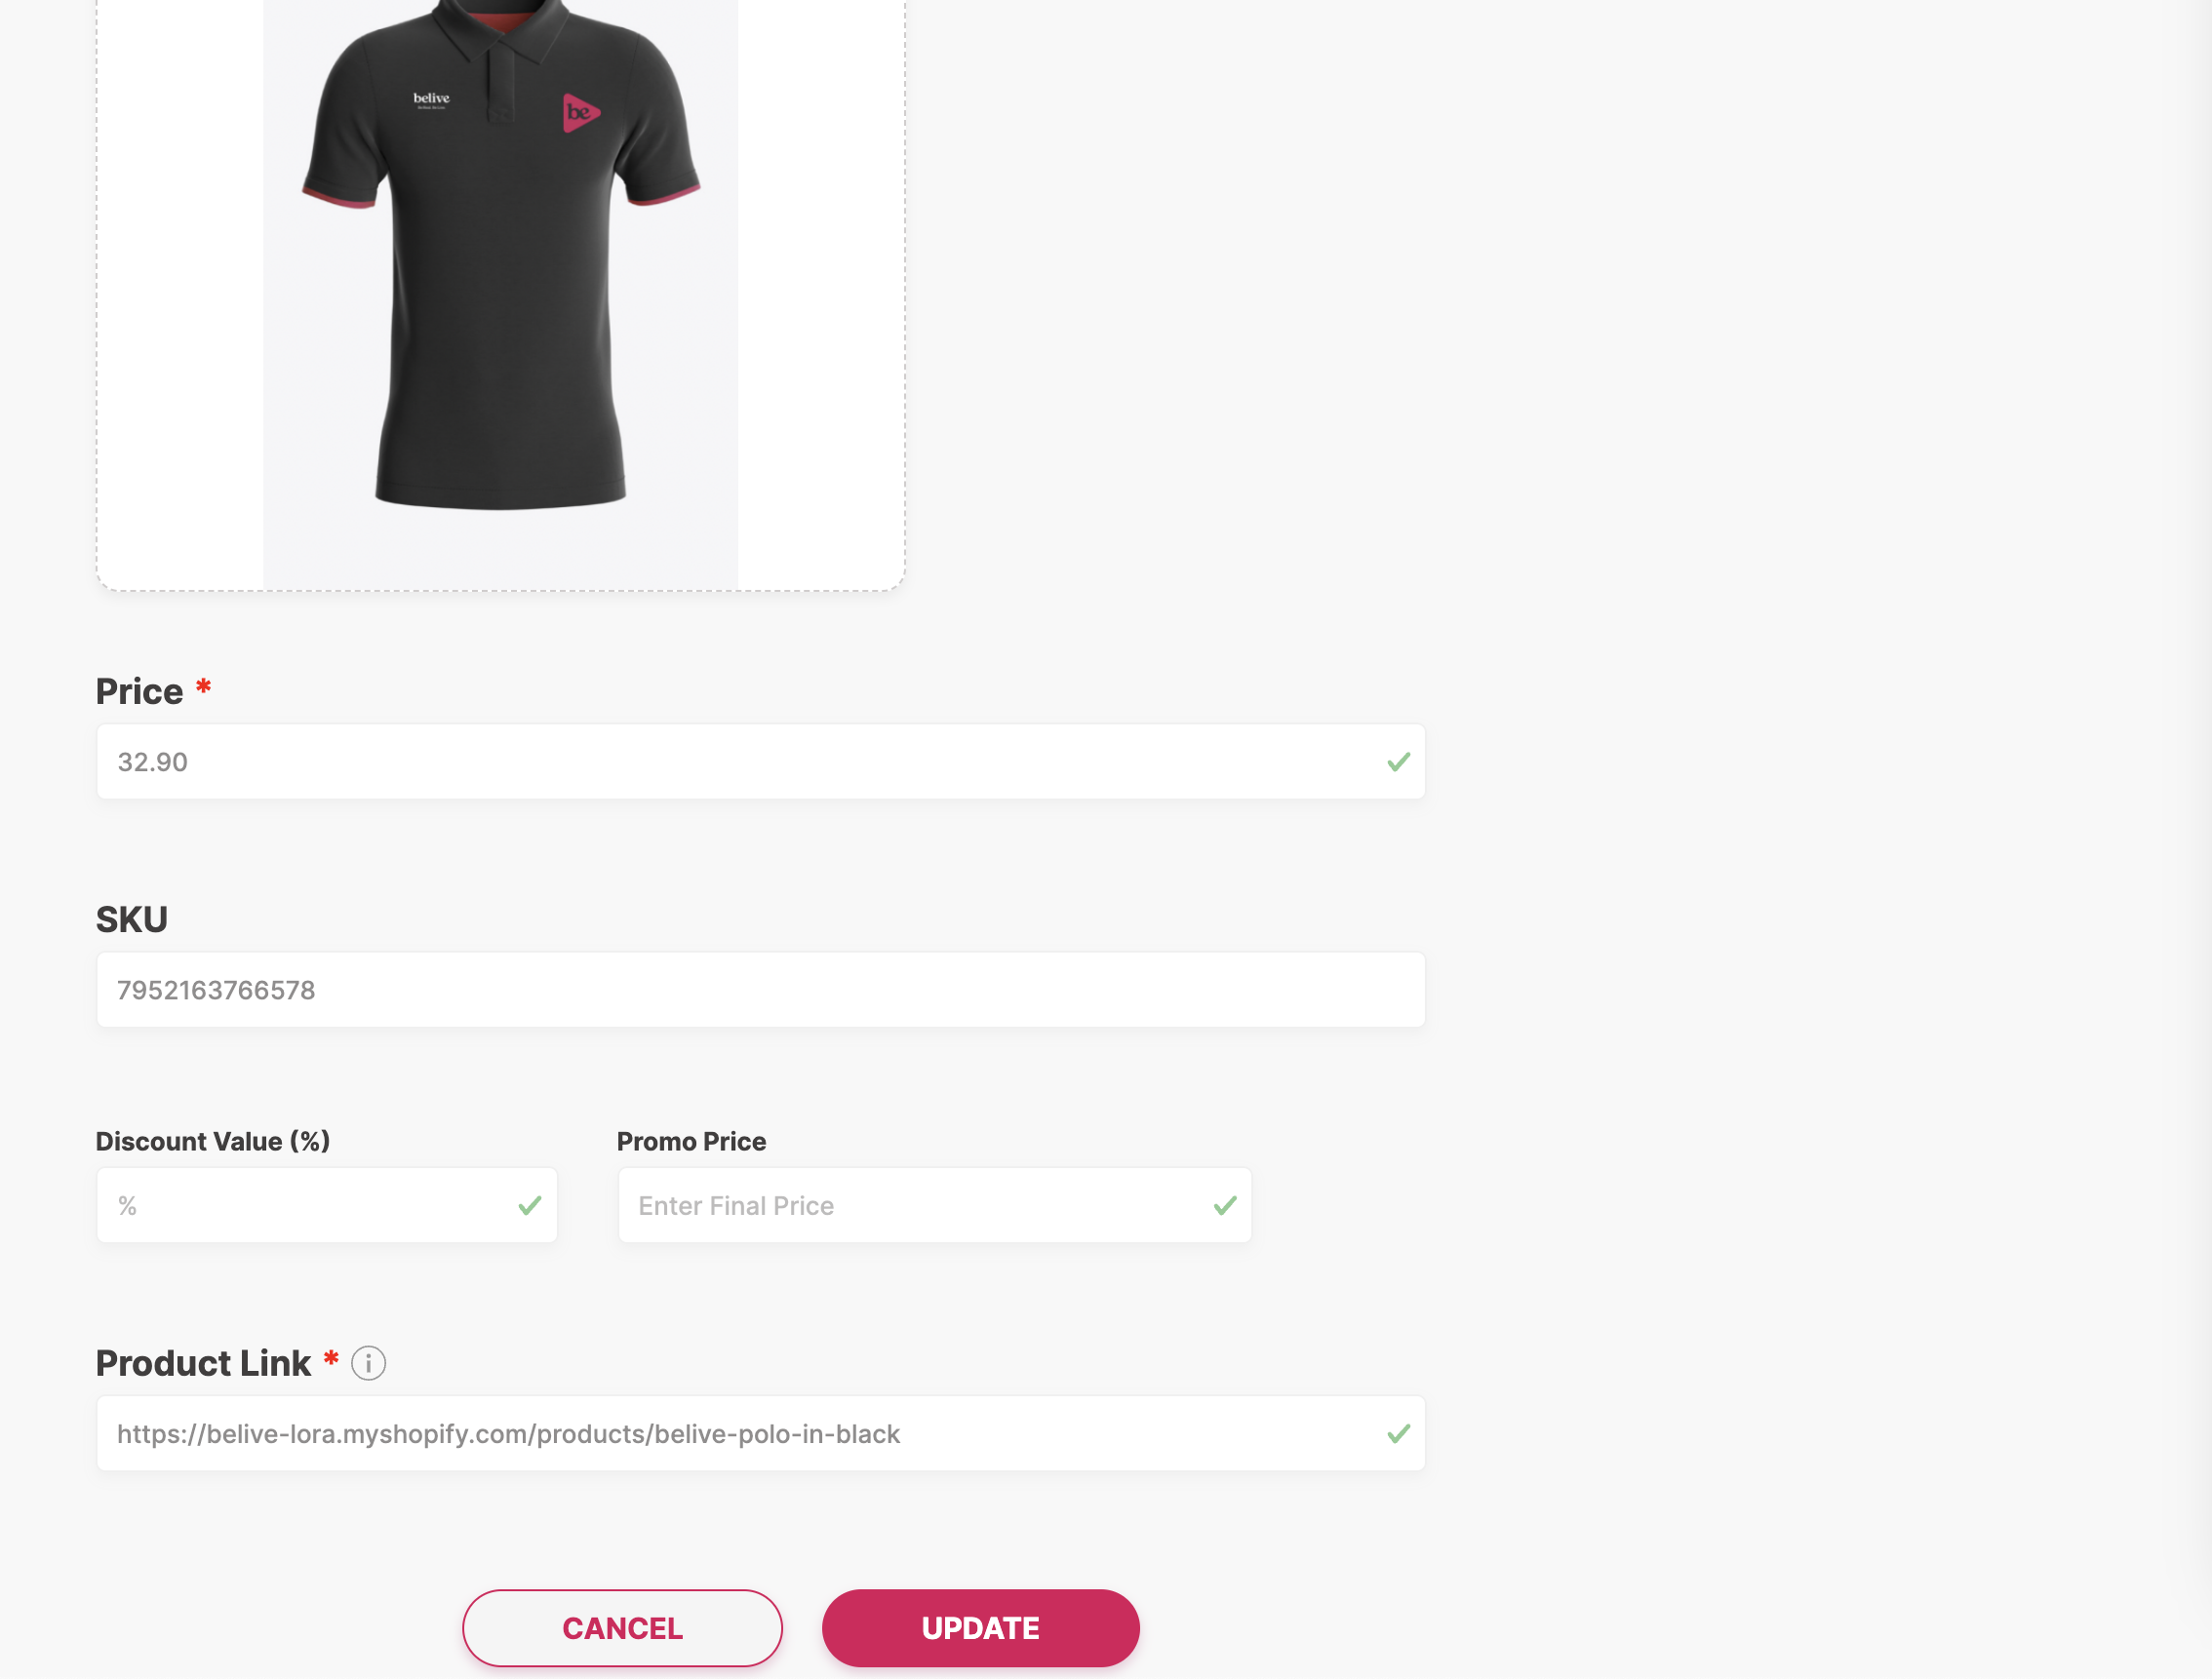 belive
be
Price *
32.90
SKU
7952163766578
Discount Value (%)
Promo Price
%
Enter Final Price
Product Link * i
https://belive-lora.myshopify.com/products/belive-polo-in-black
CANCEL
UPDATE